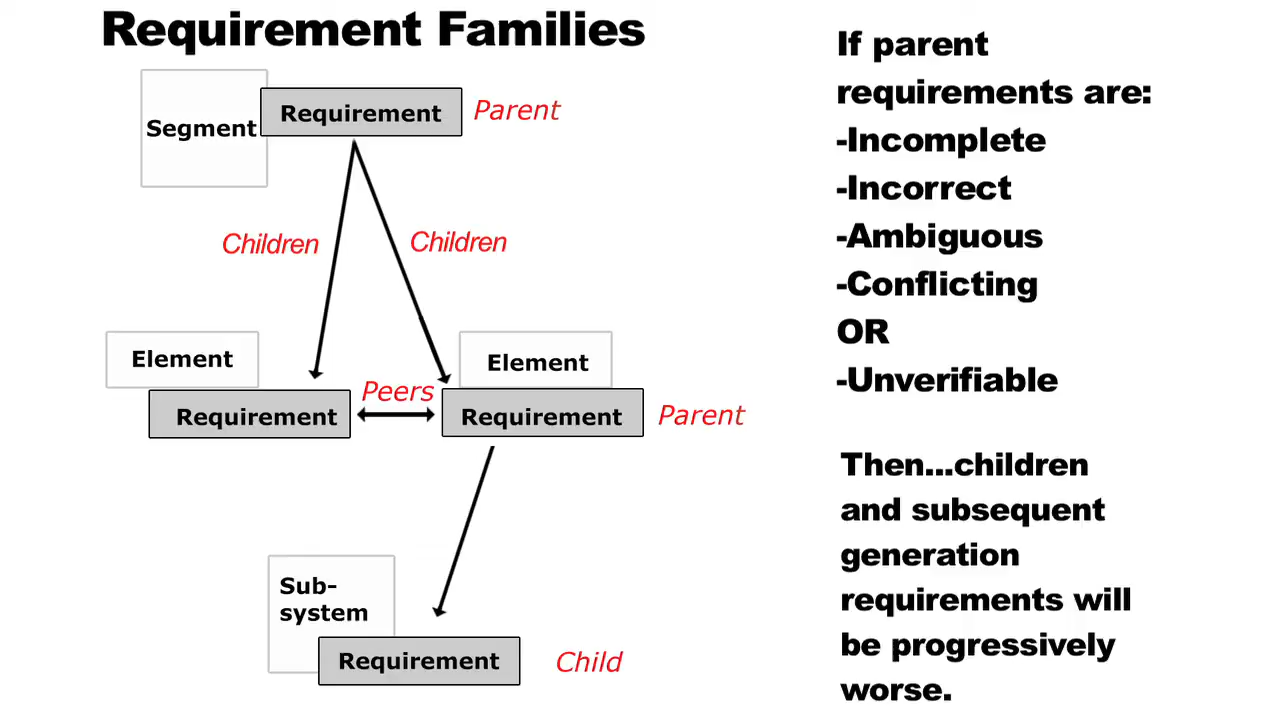 Requirement Families
Segment
Requirement
Parent
Children
Children
Element
Element
Peers
Requirement
Requirement
Parent
Sub-
system
Requirement
Child
If parent
requirements are:
-Incomplete
-Incorrect
-Ambiguous
-Conflicting
OR
-Unverifiable
Then...children
and subsequent
generation
requirements will
be progressively
worse.